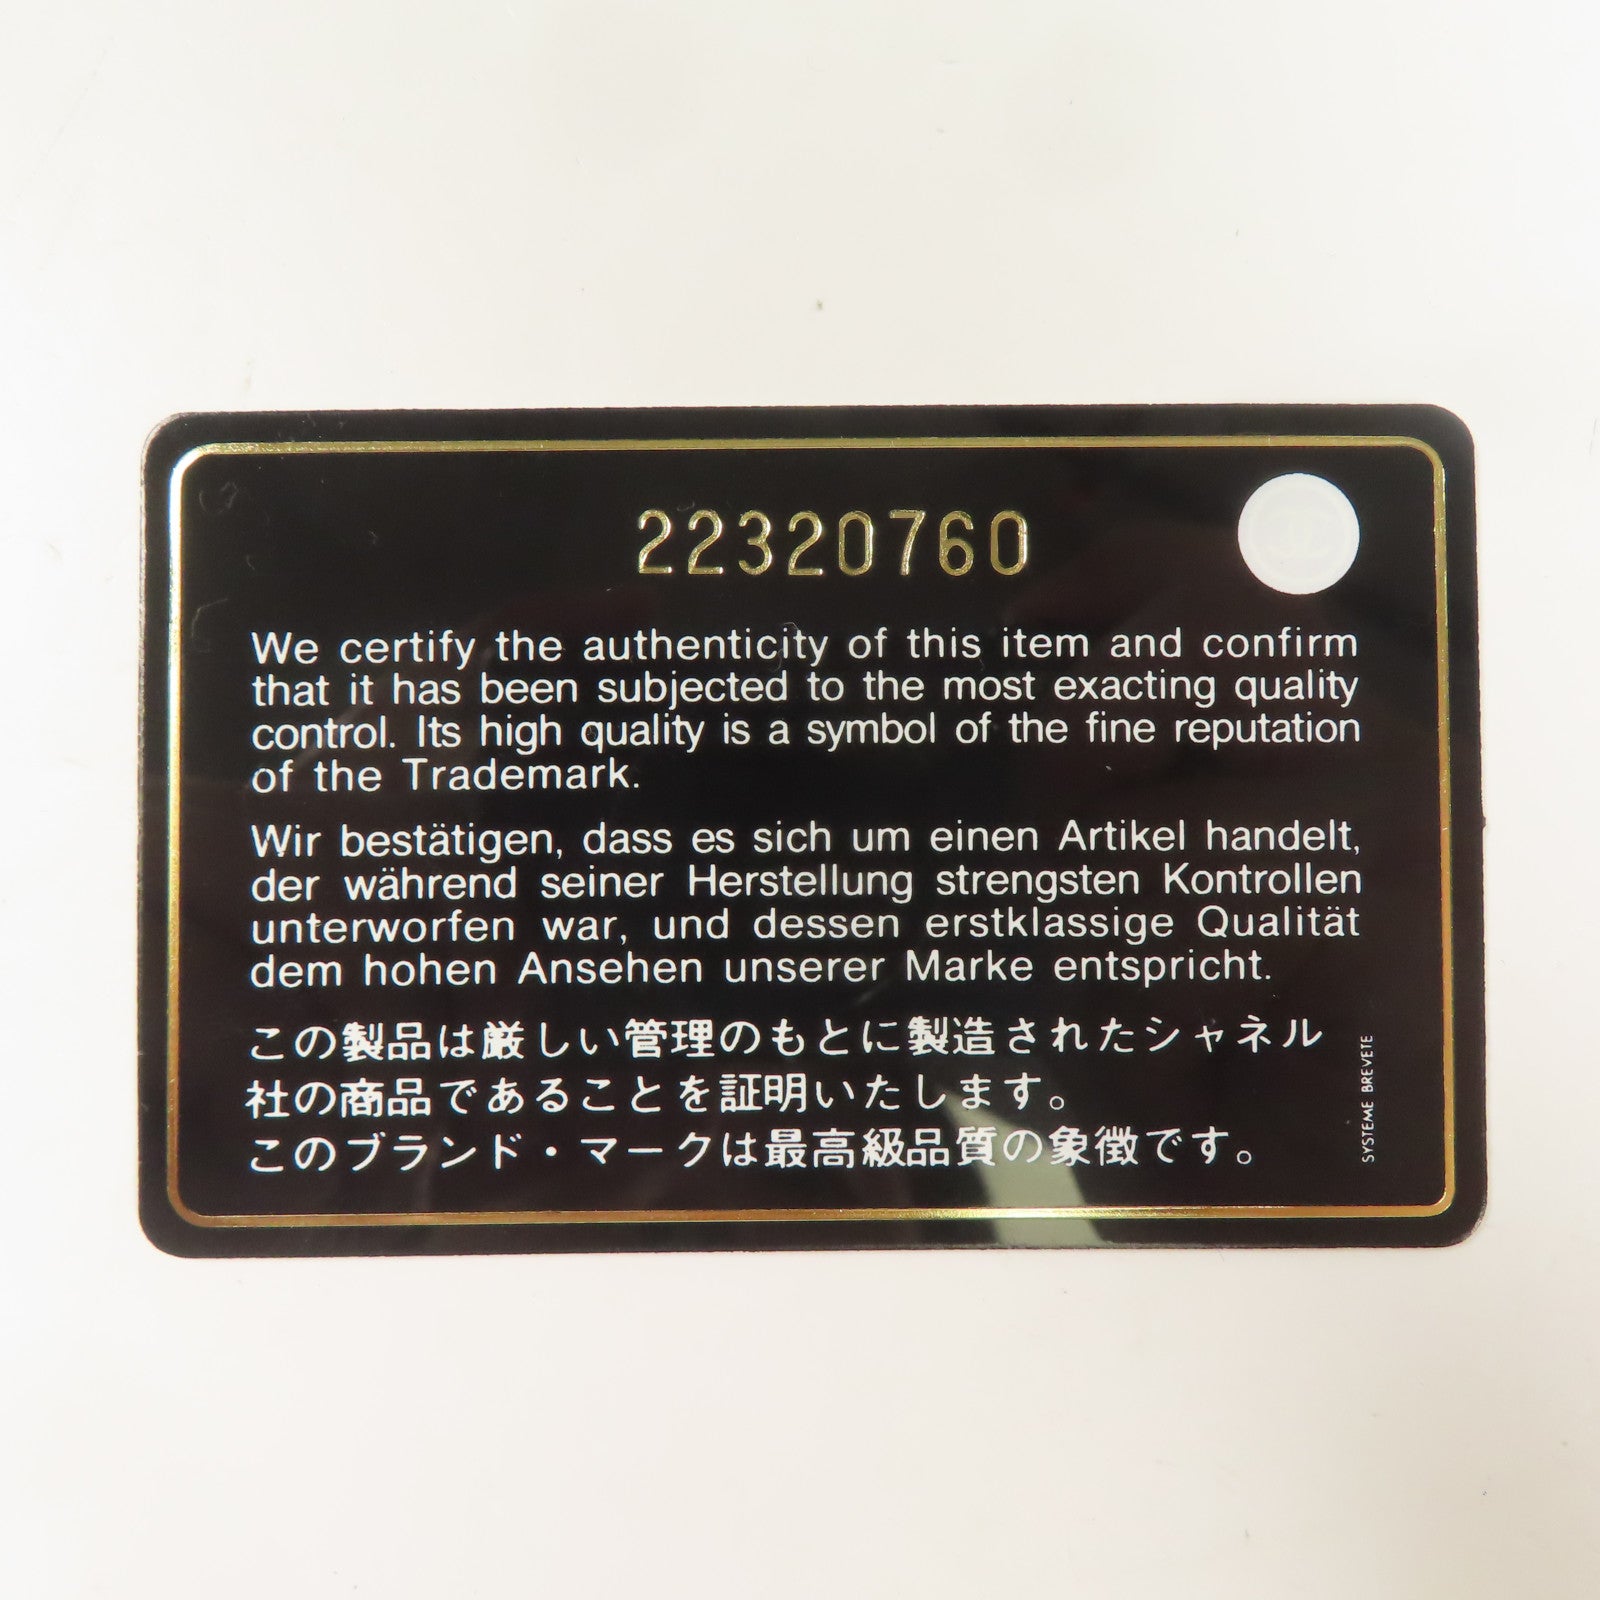 22320760
We certify the authenticity of this item and confirm
that it has been subjected to the most exacting quality
control. Its high quality is a symbol of the fine reputation
of the Trademark.
Wir bestätigen, dass es sich um einen Artikel handelt,
der während seiner Herstellung strengsten Kontrollen
unterworfen war, und dessen erstklassige Qualität
dem hohen Ansehen unserer Marke entspricht.
この製品は厳しい管理のもとに製造されたシャネル
社の商品であることを証明いたします。
このブランド・マークは最高級品質の象徴です。
SYSTEME BREVETE